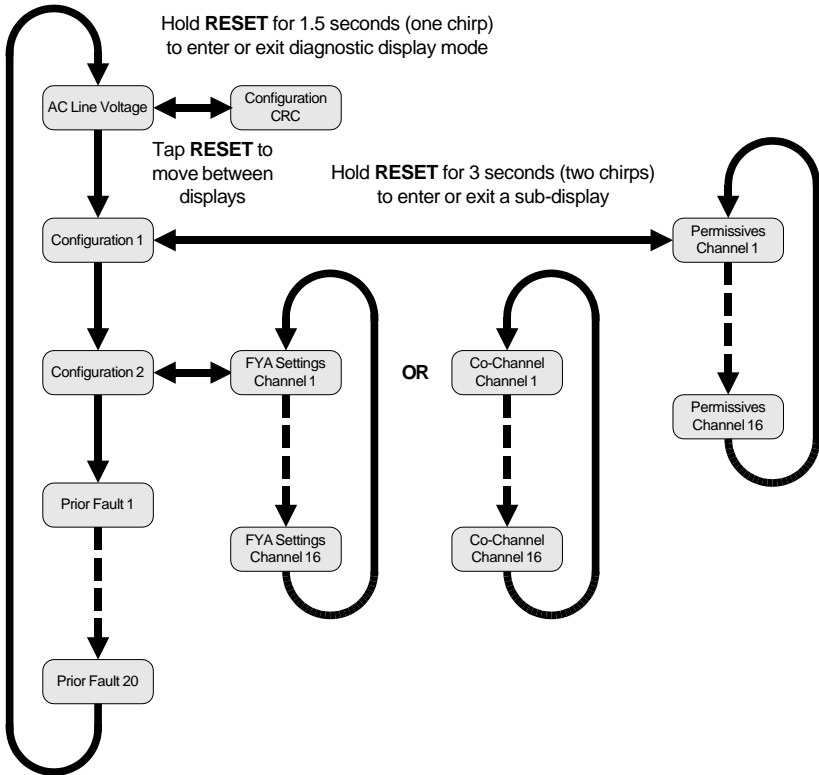 Hold RESET for 1.5 seconds (one chirp)
to enter or exit diagnostic display mode
AC Line Voltage
Configuration
CRC
Tap RESET to
move between
displays
Hold RESET for 3 seconds (two chirps)
to enter or exit a sub-display
Configuration 1
Permissives
Channel 1
Configuration 2
FYA Settings
Channel 1
OR
Co-Channel
Channel 1
Permissives
Channel 16
Prior Fault 1
FYA Settings
Channel 16
Co-Channel
Channel 16
Prior Fault 20